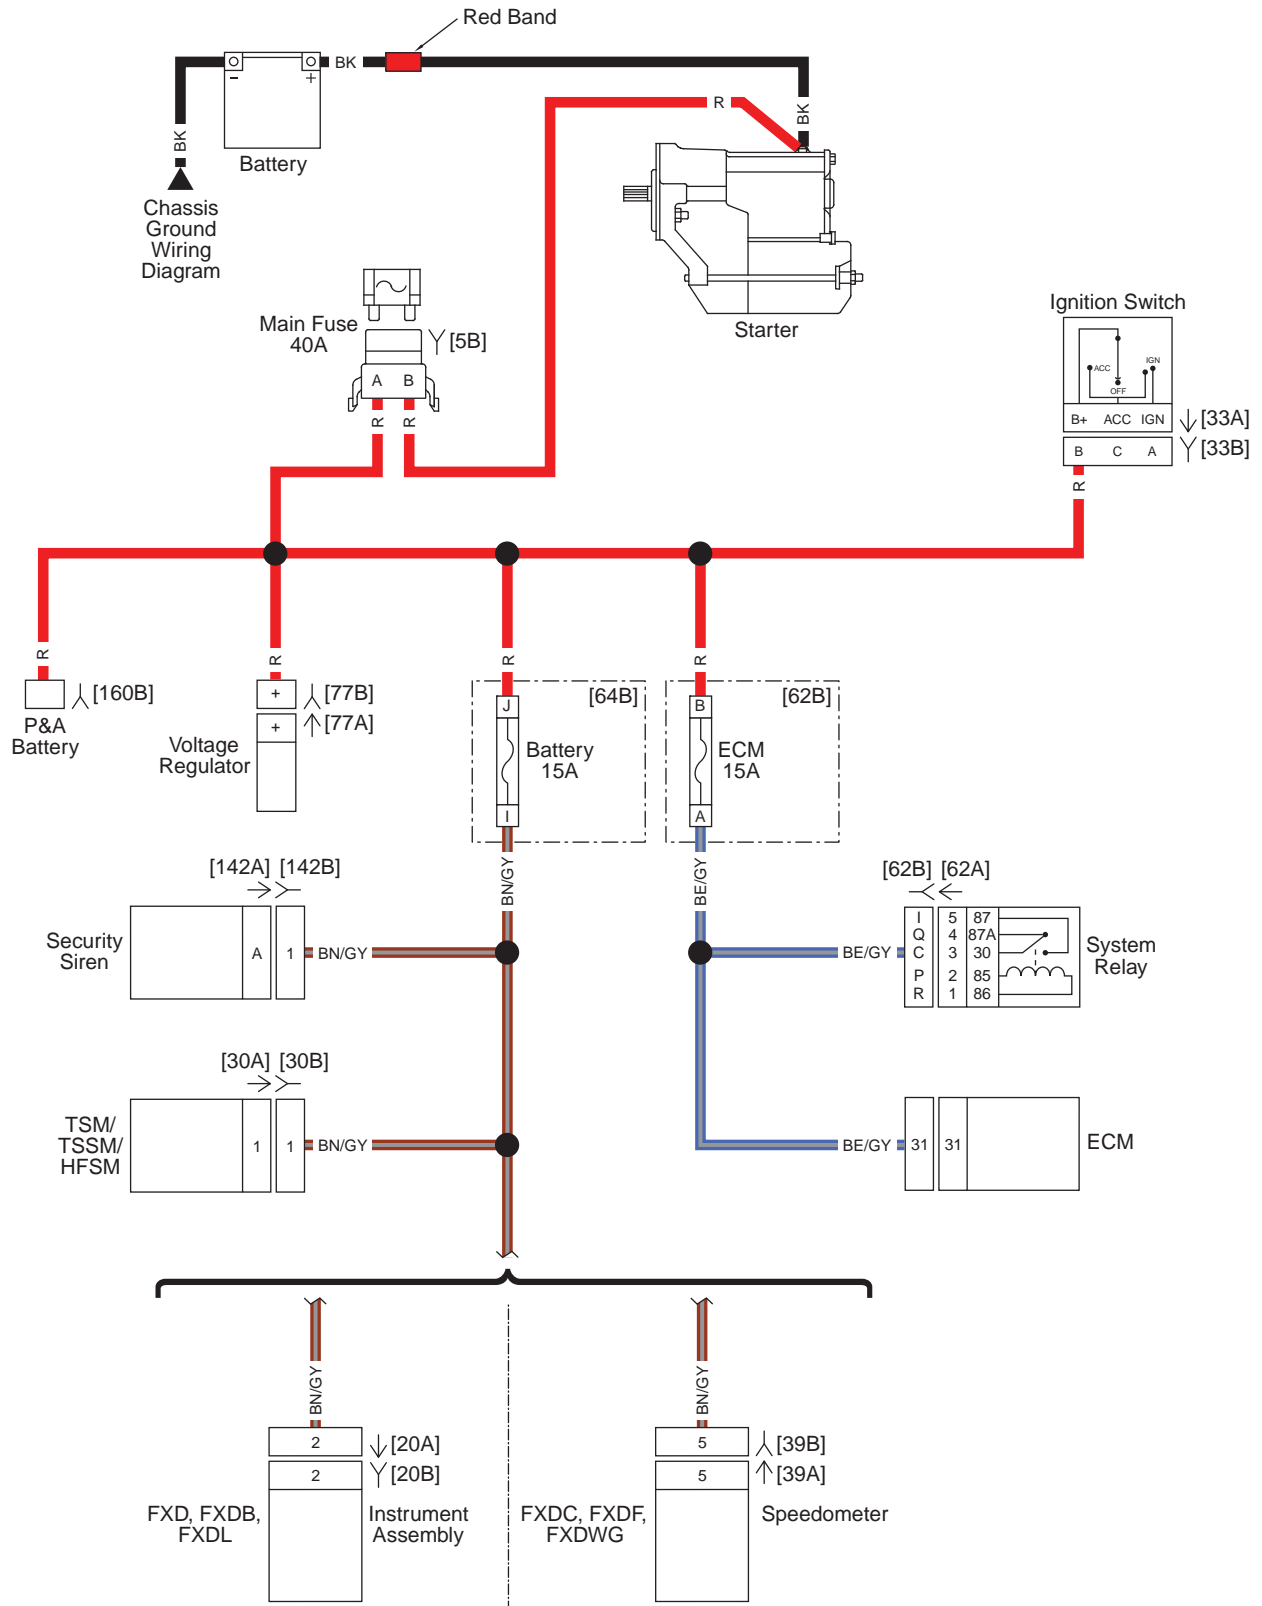 Red Band
BK
R
BK
BK
- +
Battery
Chassis
Ground
Wiring
Diagram
Main Fuse
40A
[5B]
A B
R R
Starter
Ignition Switch
ACC
IGN
OFF
B+ ACC IGN
[33A]
B C A
[33B]
R
R
R
R
R
[160B]
P&A
Battery
+
[77B]
+
[77A]
Voltage
Regulator
[64B]
J
Battery
15A
I
[62B]
B
ECM
15A
A
BN/GY
BE/GY
[142A] [142B]
Security
Siren
A 1
BN/GY
[62B] [62A]
I 5 87
Q 4 87A
C 3 30
P 2 85
R 1 86
BE/GY
System
Relay
[30A] [30B]
TSM/
TSSM/
HFSM
1 1
BN/GY
BE/GY
31 31
ECM
BN/GY
BN/GY
2
[20A]
2
[20B]
FXD, FXDB,
FXDL
Instrument
Assembly
5
[39B]
5
[39A]
FXDC, FXDF,
FXDWG
Speedometer